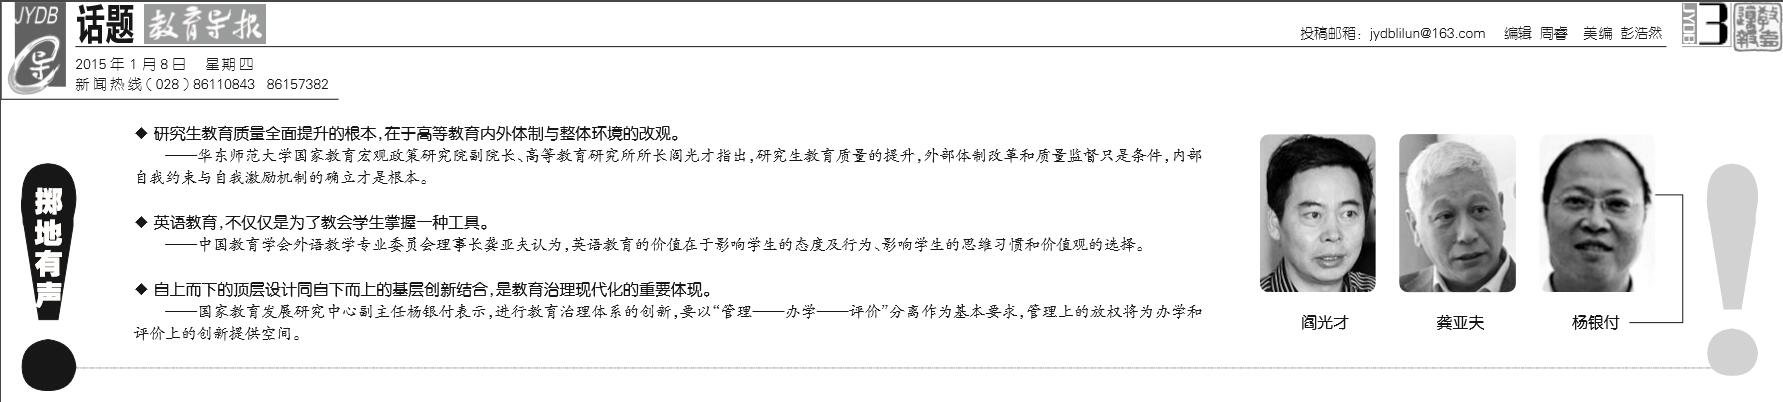 JYDB
导
话题 教育导报
投稿邮箱：jydblilun@163.com 编辑 周睿 美编 彭浩然
JYDB 3
教育導報
2015年1月8日 星期四
新闻热线（028）86110843 86157382
掷地有声
◆ 研究生教育质量全面提升的根本，在于高等教育内外体制与整体环境的改观。
——华东师范大学国家教育宏观政策研究院副院长、高等教育研究所所长阎光才指出，研究生教育质量的提升，外部体制改革和质量监督只是条件，内部
自我约束与自我激励机制的确立才是根本。
◆ 英语教育，不仅仅是为了教会学生掌握一种工具。
——中国教育学会外语教学专业委员会理事长龚亚夫认为，英语教育的价值在于影响学生的态度及行为、影响学生的思维习惯和价值观的选择。
◆ 自上而下的顶层设计同自下而上的基层创新结合，是教育治理现代化的重要体现。
——国家教育发展研究中心副主任杨银付表示，进行教育治理体系的创新，要以“管理——办学——评价”分离作为基本要求，管理上的放权将为办学和
评价上的创新提供空间。
阎光才 龚亚夫 杨银付